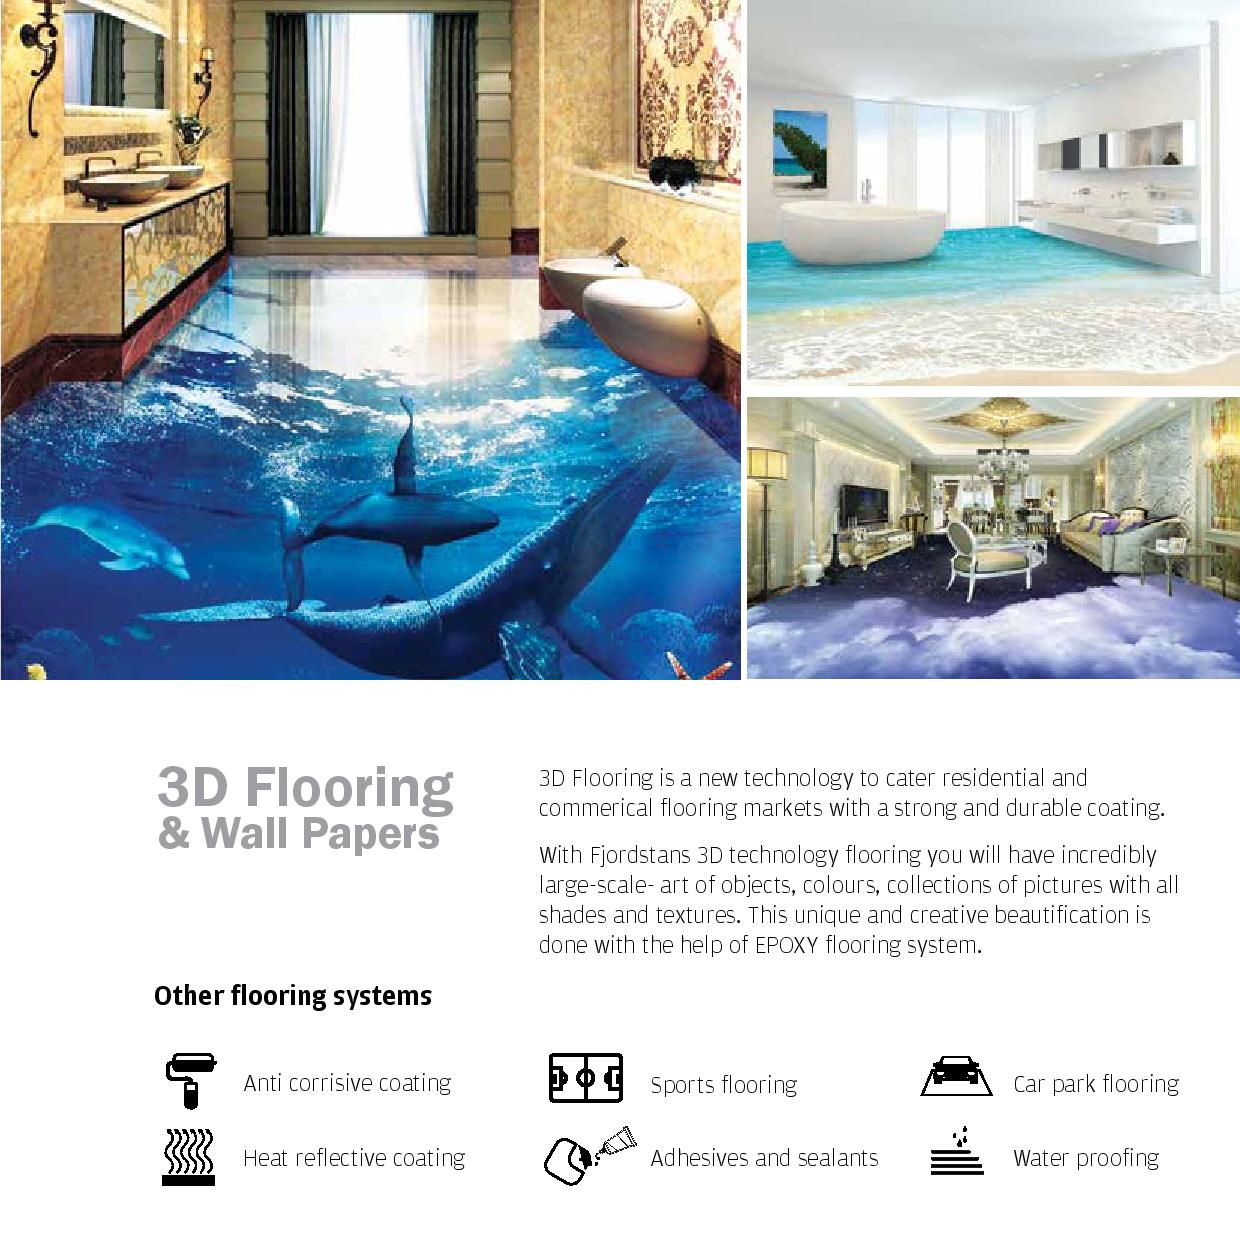 3D Flooring
& Wall Papers
3D Flooring is a new technology to cater residential and
commerical flooring markets with a strong and durable coating.
With Fjordstans 3D technology flooring you will have incredibly
large-scale- art of objects, colours, collections of pictures with all
shades and textures. This unique and creative beautification is
done with the help of EPOXY flooring system.
Other flooring systems
Anti corrisive coating
Sports flooring
Car park flooring
Heat reflective coating
Adhesives and sealants
Water proofing